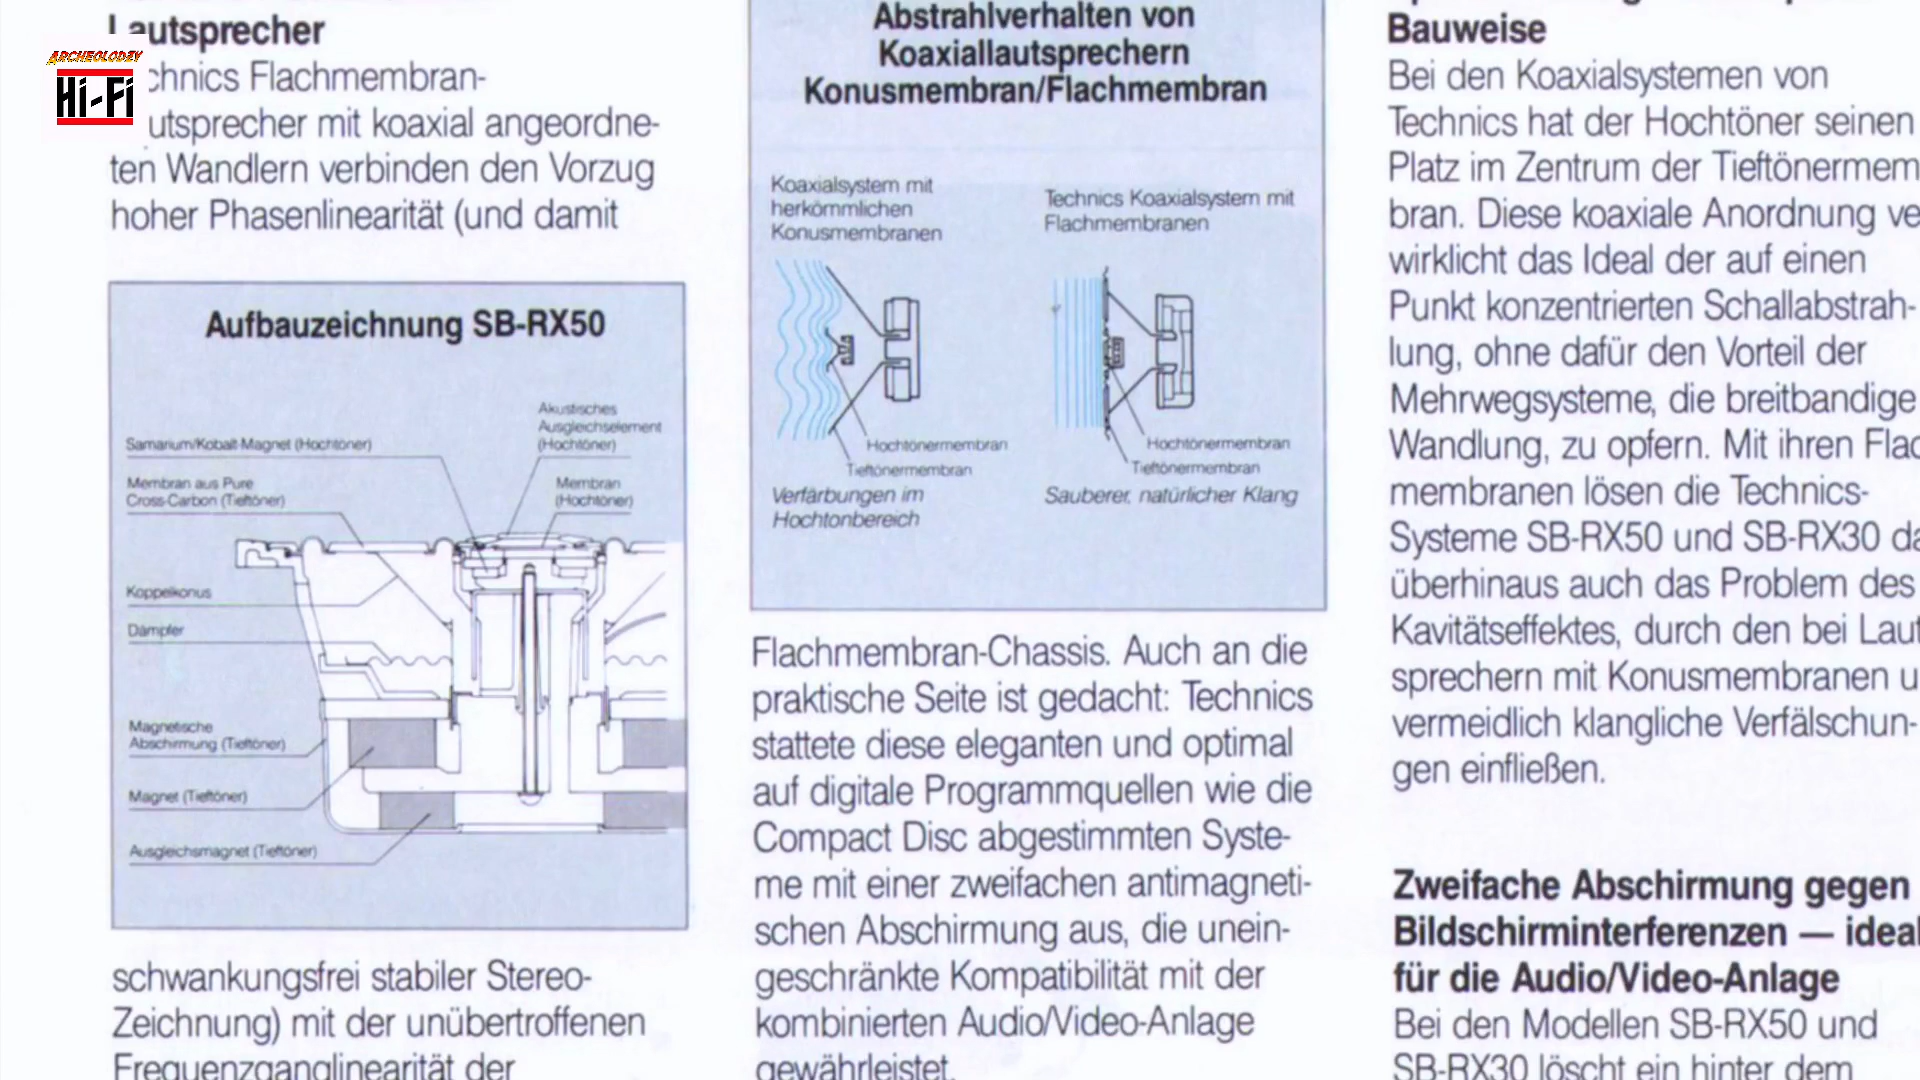 ARCHEOLODZY
Hi-Fi
Lautsprecher
chnics Flachmembran-
utsprecher mit koaxial angeordne-
ten Wandlern verbinden den Vorzug
hoher Phasenlinearität (und damit
Aufbauzeichnung SB-RX50
Akustisches
Ausgleichselement
(Hochtöner)
Samarium/Kobalt-Magnet (Hochtöner)
Membran aus Pure
Cross-Carbon (Tieftöner)
Membran
(Hochtöner)
Koppelkonus
Dämpfer
Magnetische
Abschirmung (Tieftöner)
Magnet (Tieftöner)
Ausgleichsmagnet (Tieftöner)
schwankungsfrei stabiler Stereo-
Zeichnung) mit der unübertroffenen
Frequenzganglinearität der
Abstrahlverhalten von
Koaxiallautsprechern
Konusmembran/Flachmembran
Koaxialsystem mit
herkömmlichen
Konusmembranen
Hochtönermembran
Tieftönermembran
Verfärbungen im
Hochtonbereich
Technics Koaxialsystem mit
Flachmembranen
Hochtönermembran
Tieftönermembran
Sauberer, natürlicher Klang
Flachmembran-Chassis. Auch an die
praktische Seite ist gedacht: Technics
stattete diese eleganten und optimal
auf digitale Programmquellen wie die
Compact Disc abgestimmten Syste-
me mit einer zweifachen antimagneti-
schen Abschirmung aus, die unein-
geschränkte Kompatibilität mit der
kombinierten Audio/Video-Anlage
gewährleistet.
Bauweise
Bei den Koaxialsystemen von
Technics hat der Hochtöner seinen
Platz im Zentrum der Tieftönermem
bran. Diese koaxiale Anordnung ve
wirklicht das Ideal der auf einen
Punkt konzentrierten Schallabstrah-
lung, ohne dafür den Vorteil der
Mehrwegsysteme, die breitbandige
Wandlung, zu opfern. Mit ihren Flac
membranen lösen die Technics-
Systeme SB-RX50 und SB-RX30 da
überhinaus auch das Problem des
Kavitätseffektes, durch den bei Laut
sprechern mit Konusmembranen u
vermeidlich klangliche Verfälschun-
gen einfließen.
Zweifache Abschirmung gegen
Bildschirminterferenzen — ideal
für die Audio/Video-Anlage
Bei den Modellen SB-RX50 und
SB-RX30 löscht ein hinter dem